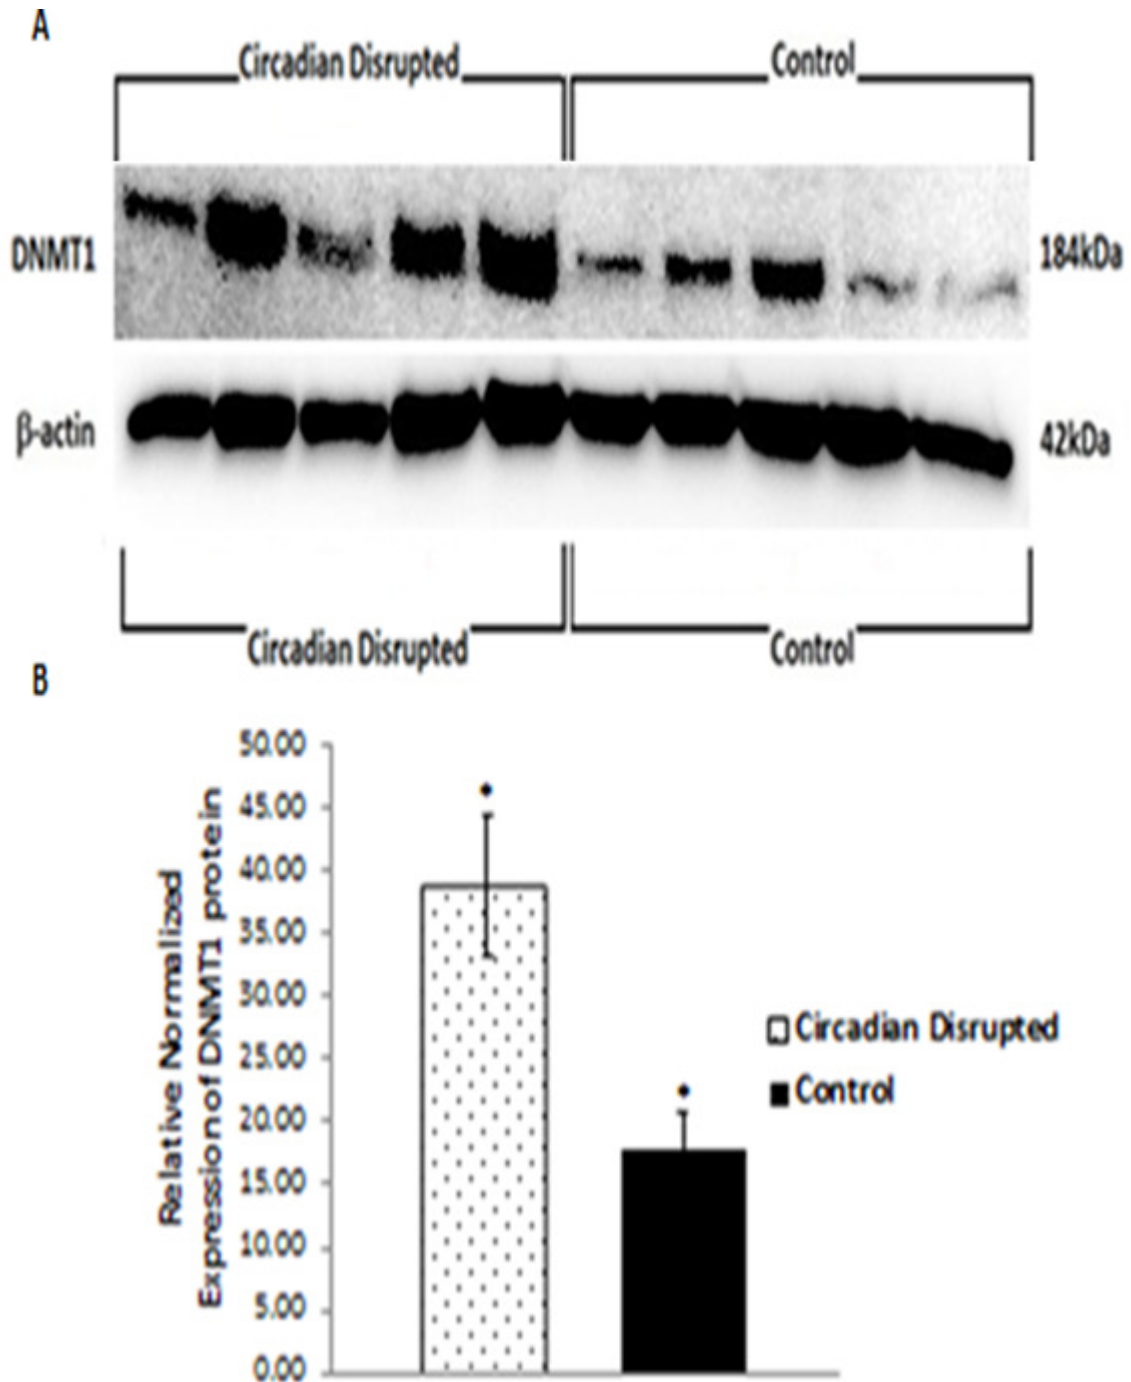 A
Circadian Disrupted
Control
DNMT1
184kDa
β-actin
42kDa
Circadian Disrupted
Control
B
Relative Normalized
Expression of DNMT1 protein
50.00
45.00
40.00
35.00
30.00
25.00
20.00
15.00
10.00
5.00
0.00
Circadian Disrupted
Control